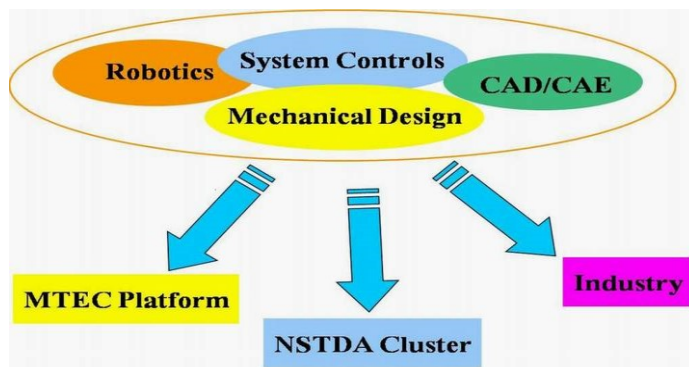 Robotics
System Controls
CAD/CAE
Mechanical Design
MTEC Platform
NSTDA Cluster
Industry